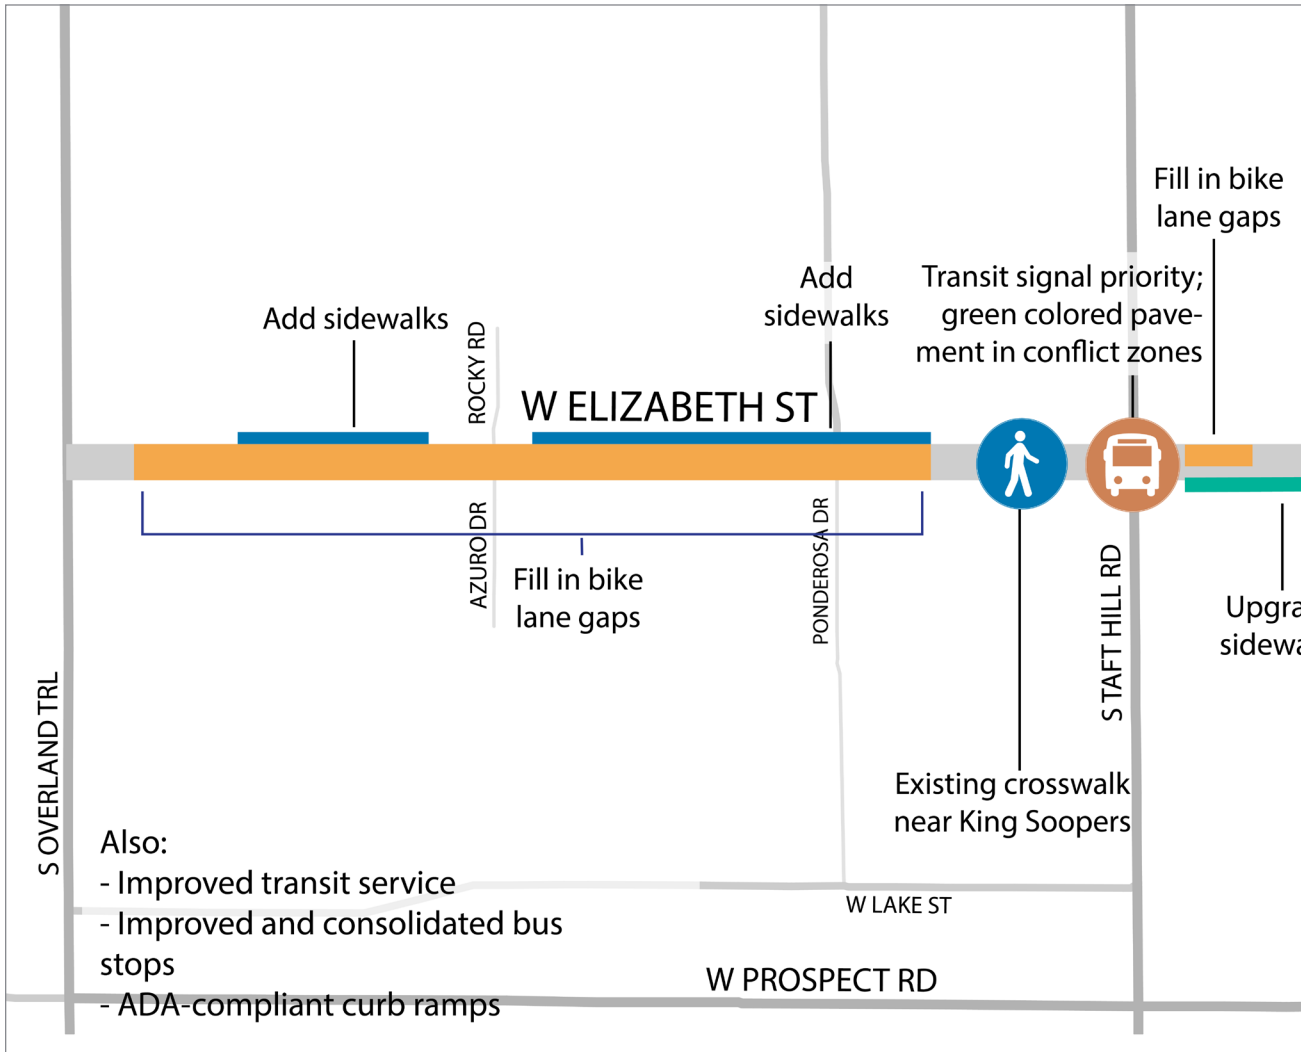 Fill in bike
lane gaps
Add
sidewalks
Transit signal priority;
green colored pave-
ment in conflict zones
Add sidewalks
ROCKY RD
W ELIZABETH ST
AZURO DR
PONDEROSA DR
Fill in bike
lane gaps
S TAFT HILL RD
Upgra
sidewa
S OVERLAND TRL
Existing crosswalk
near King Soopers
Also:
- Improved transit service
- Improved and consolidated bus
stops
- ADA-compliant curb ramps
W LAKE ST
W PROSPECT RD